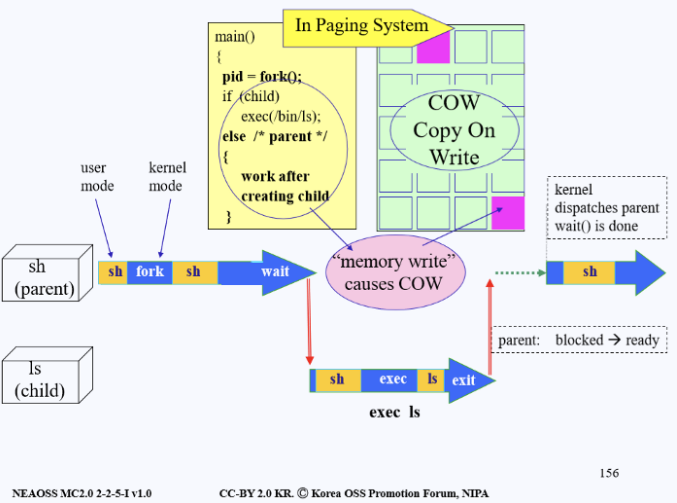 In Paging System
main()
{
pid = fork();
if (child)
exec(/bin/ls);
else /* parent */
{
work after
creating child
}
COW
Copy On
Write
user
mode
kernel
mode
kernel
dispatches parent
wait() is done
sh
(parent)
sh fork sh wait
"memory write"
causes COW
sh
parent: blocked → ready
ls
(child)
sh exec ls exit
exec ls
156
NEAOSS MC2.0 2-2-5-I v1.0 CC-BY 2.0 KR. Ⓒ Korea OSS Promotion Forum, NIPA